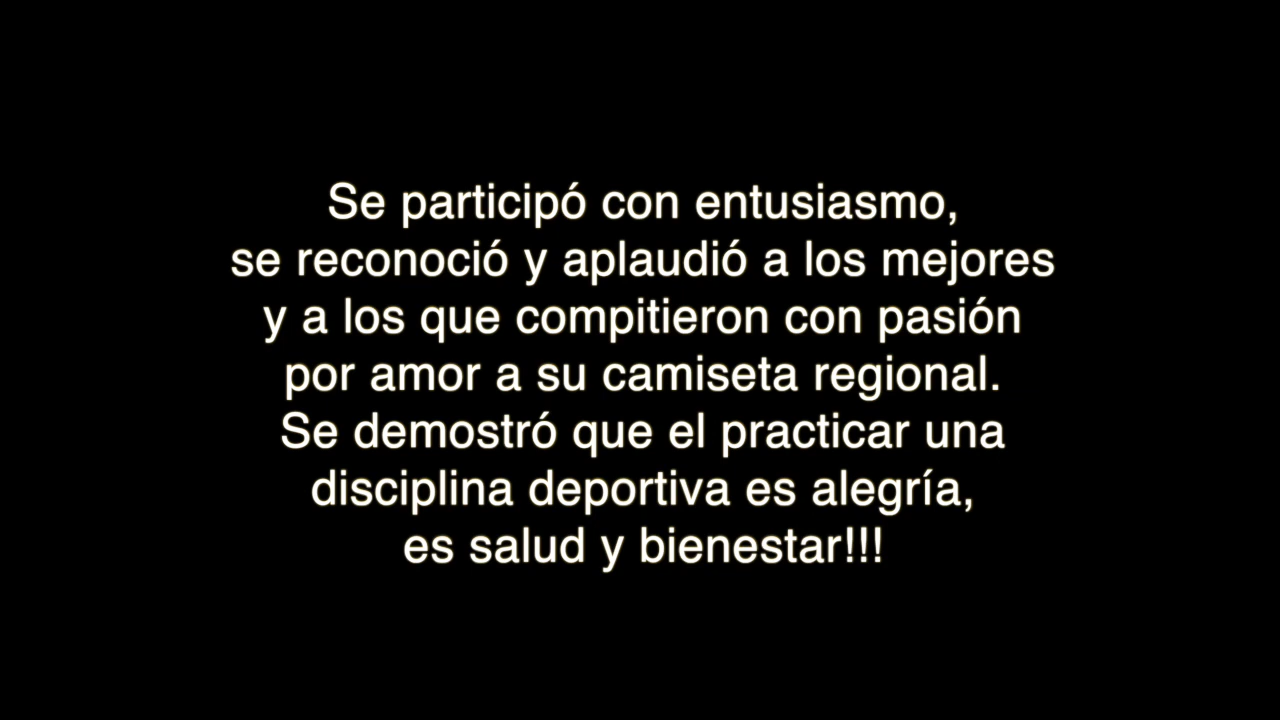 Se participó con entusiasmo,
se reconoció y aplaudió a los mejores
y a los que compitieron con pasión
por amor a su camiseta regional.
Se demostró que el practicar una
disciplina deportiva es alegría,
es salud y bienestar!!!